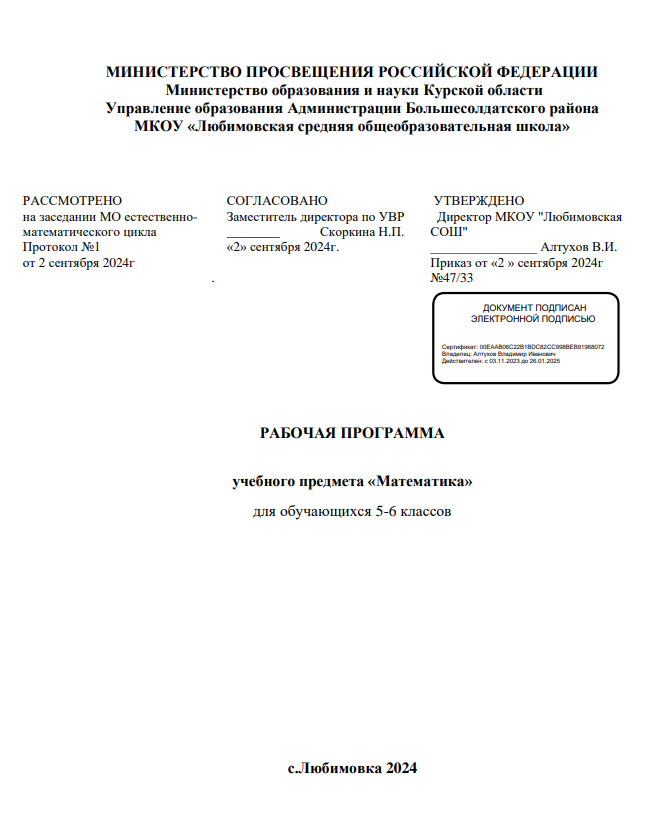 МИНИСТЕРСТВО ПРОСВЕЩЕНИЯ РОССИЙСКОЙ ФЕДЕРАЦИИ
Министерство образования и науки Курской области
Управление образования Администрации Большесолдатского района
МКОУ «Любимовская средняя общеобразовательная школа»
РАССМОТРЕНО
на заседании МО естественно-
математического цикла
Протокол №1
от 2 сентября 2024г
СОГЛАСОВАНО
Заместитель директора по УВР
________ Скоркина Н.П.
«2» сентября 2024г.
.
УТВЕРЖДЕНО
Директор МКОУ "Любимовская
СОШ"
________________ Алтухов В.И.
Приказ от «2 » сентября 2024г
№47/33
ДОКУМЕНТ ПОДПИСАН
ЭЛЕКТРОННОЙ ПОДПИСЬЮ
Сертификат: 00EAAB06C22B1BDC82CC998BEB91968072
Владелец: Алтухов Владимир Иванович
Действителен: с 03.11.2023 до 26.01.2025
РАБОЧАЯ ПРОГРАММА
учебного предмета «Математика»
для обучающихся 5-6 классов
с.Любимовка 2024